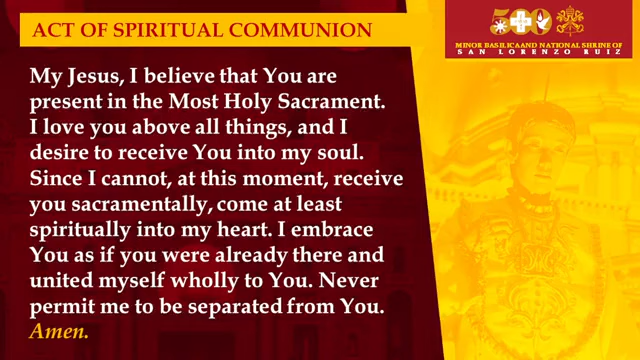 ACT OF SPIRITUAL COMMUNION
500
MINOR BASILICA AND NATIONAL SHRINE OF
SAN LORENZO RUIZ
My Jesus, I believe that You are
present in the Most Holy Sacrament.
I love you above all things, and I
desire to receive You into my soul.
Since I cannot, at this moment, receive
you sacramentally, come at least
spiritually into my heart. I embrace
You as if you were already there and
united myself wholly to You. Never
permit me to be separated from You.
Amen.